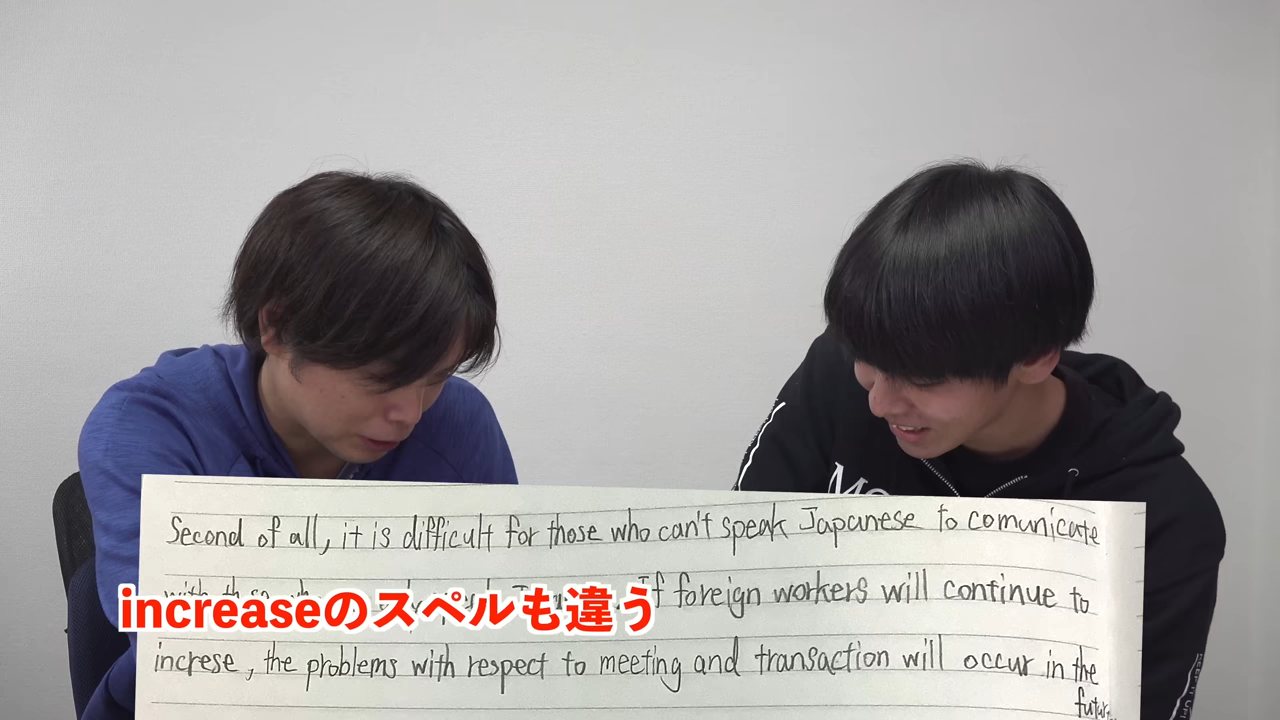 Second of all, it is difficult for those who can't speak Japanese to comunicate
If foreign workers will continue to
increaseのスペルも違う
increse, the problems with respect to meeting and transaction will occur in the